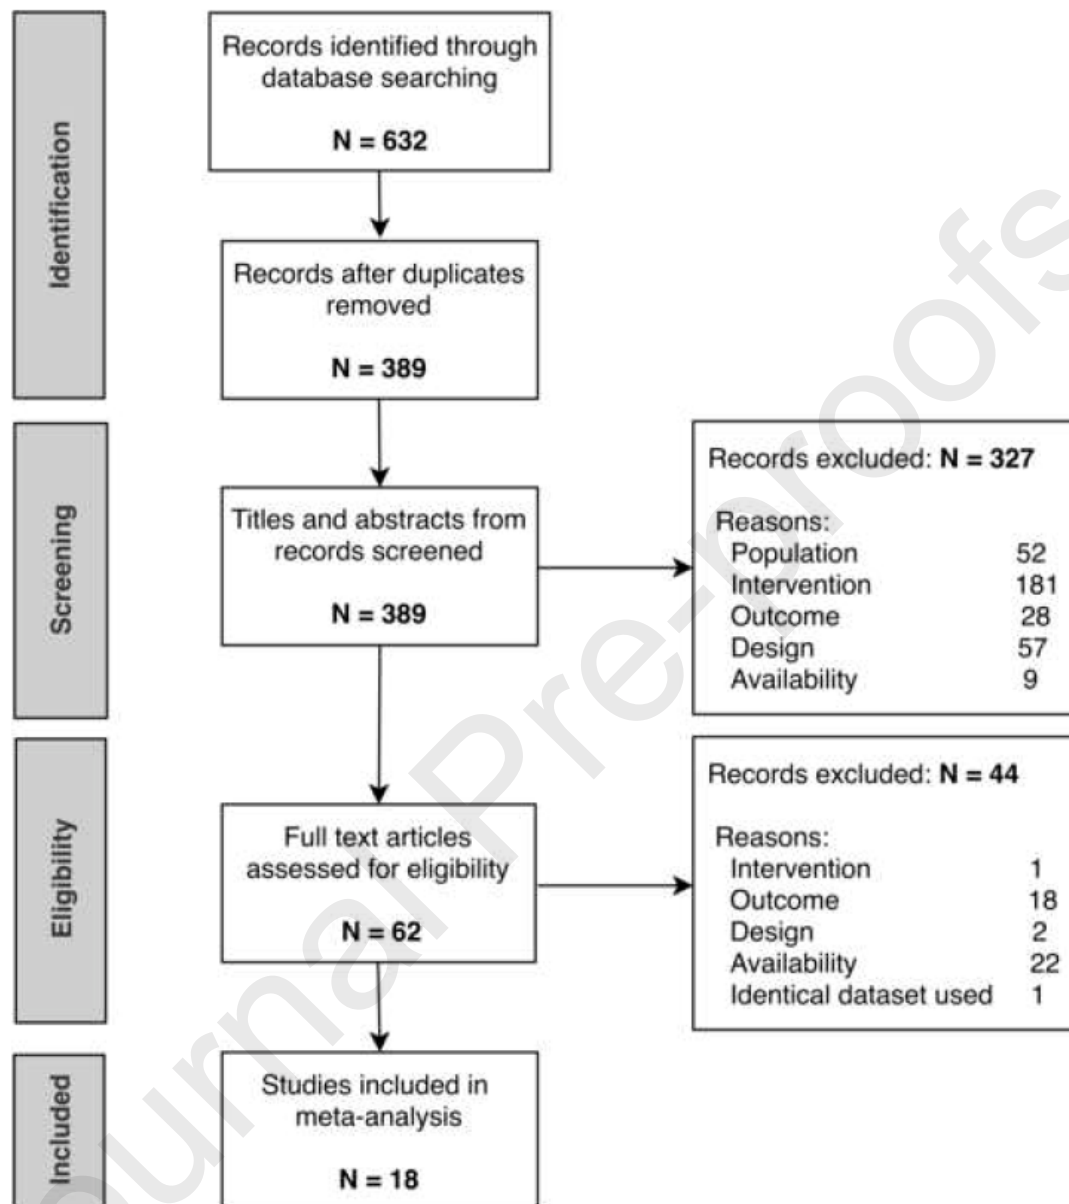 Identification
Records identified through
database searching
N = 632
Records after duplicates
removed
N = 389
Screening
Titles and abstracts from
records screened
N = 389
Records excluded: N = 327
Reasons:
Population 52
Intervention 181
Outcome 28
Design 57
Availability 9
Eligibility
Full text articles
assessed for eligibility
N = 62
Records excluded: N = 44
Reasons:
Intervention 1
Outcome 18
Design 2
Availability 22
Identical dataset used 1
Included
Studies included in
meta-analysis
N = 18
Journal Pre-proofs